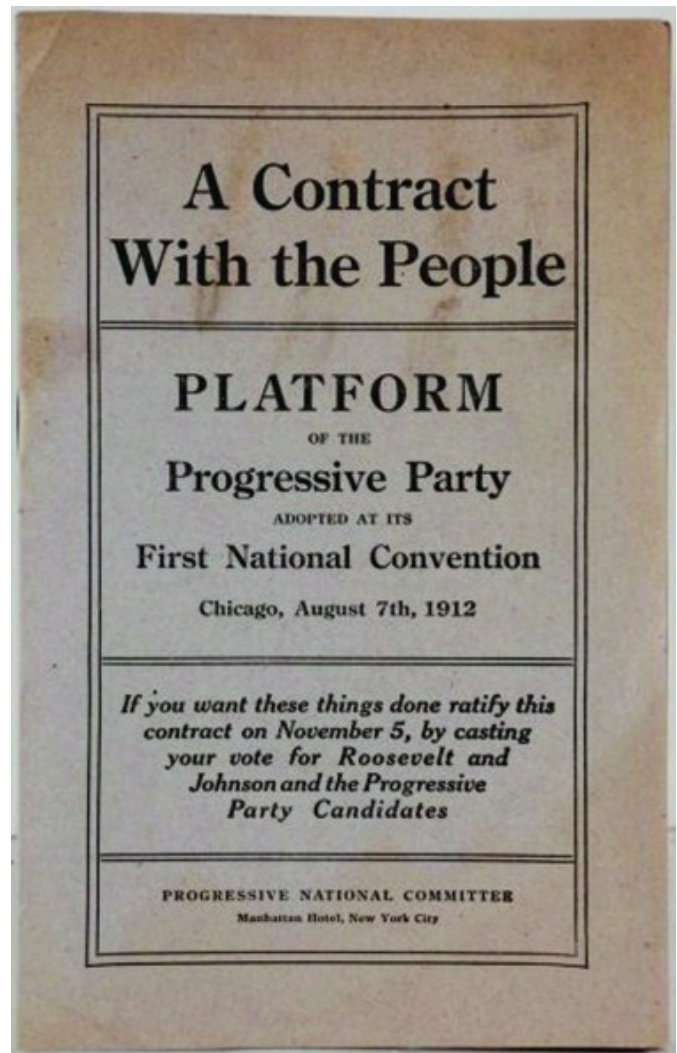 A Contract
With the People
PLATFORM
OF THE
Progressive Party
ADOPTED AT ITS
First National Convention
Chicago, August 7th, 1912
If you want these things done ratify this
contract on November 5, by casting
your vote for Roosevelt and
Johnson and the Progressive
Party Candidates
PROGRESSIVE NATIONAL COMMITTEE
Manhattan Hotel, New York City